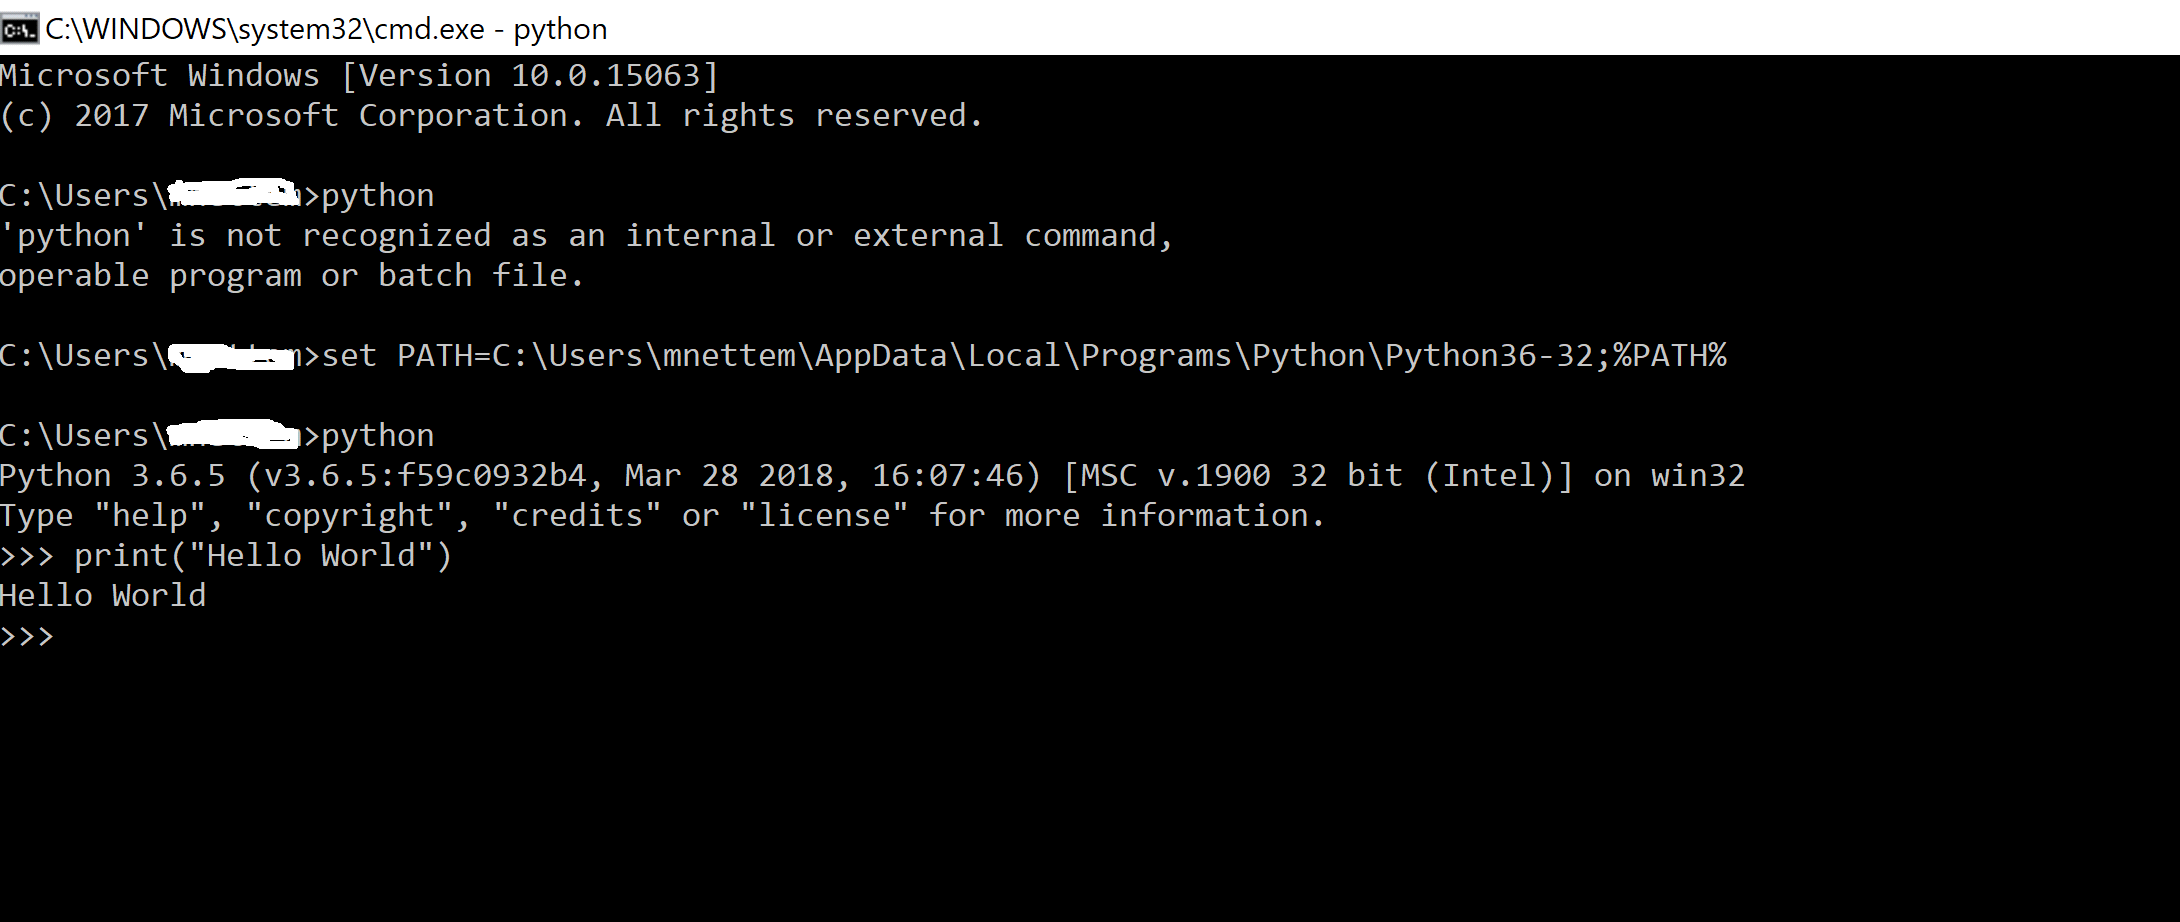 C:\WINDOWS\system32\cmd.exe - python
Microsoft Windows [Version 10.0.15063]
(c) 2017 Microsoft Corporation. All rights reserved.
C:\Users\>python
'python' is not recognized as an internal or external command,
operable program or batch file.
C:\Users\>set PATH=C:\Users\mnettem\AppData\Local\Programs\Python\Python36-32;%PATH%
C:\Users\>python
Python 3.6.5 (v3.6.5:f59c0932b4, Mar 28 2018, 16:07:46) [MSC v.1900 32 bit (Intel)] on win32
Type "help", "copyright", "credits" or "license" for more information.
>>> print("Hello World")
Hello World
>>>